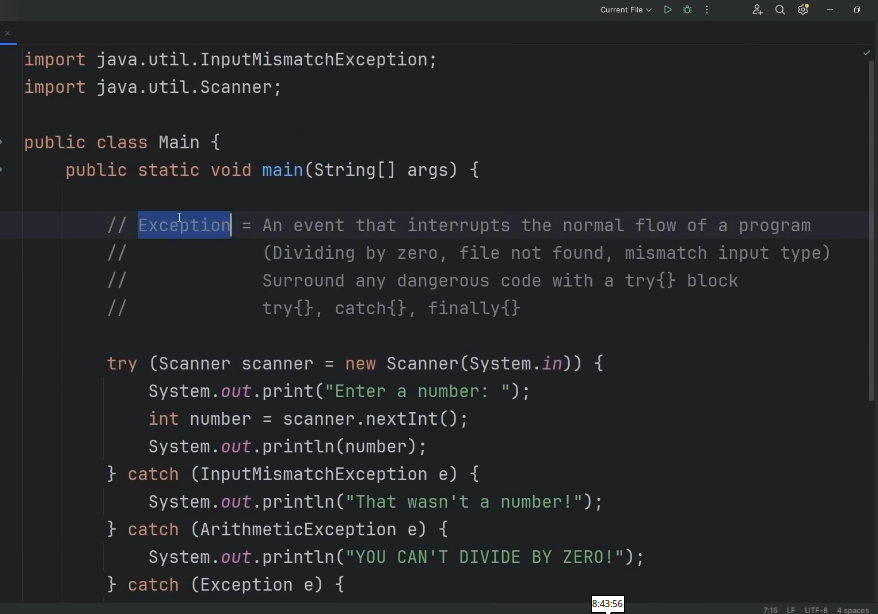 Current File
import java.util.InputMismatchException;
import java.util.Scanner;
public class Main {
public static void main(String[] args) {
// Exception = An event that interrupts the normal flow of a program
// (Dividing by zero, file not found, mismatch input type)
// Surround any dangerous code with a try{} block
// try{}, catch{}, finally{}
try (Scanner scanner = new Scanner(System.in)) {
System.out.print("Enter a number: ");
int number = scanner.nextInt();
System.out.println(number);
} catch (InputMismatchException e) {
System.out.println("That wasn't a number!");
} catch (ArithmeticException e) {
System.out.println("YOU CAN'T DIVIDE BY ZERO!");
} catch (Exception e) {
8:43:56
7:15 LF UTF-8 4 spaces